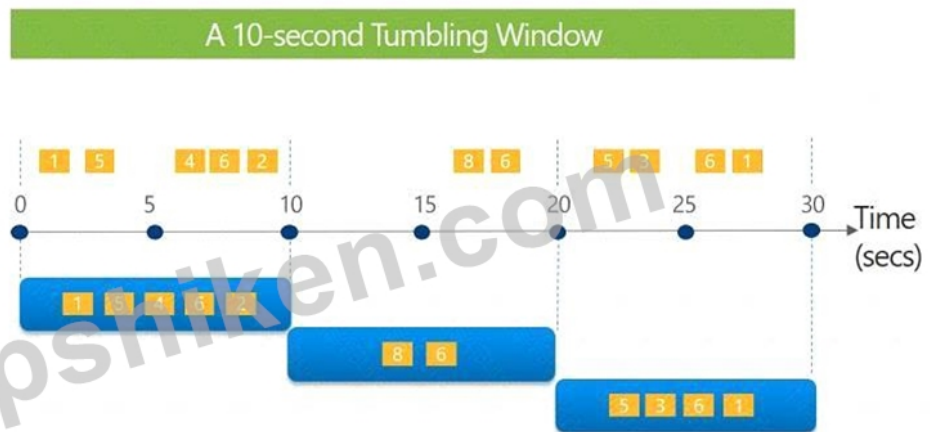 A 10-second Tumbling Window
1 5 4 6 2 8 6 5 3 6 1
0 5 10 15 20 25 30
Time
(secs)
1 5 4 6 2
8 6
5 3 6 1
pshiken.com